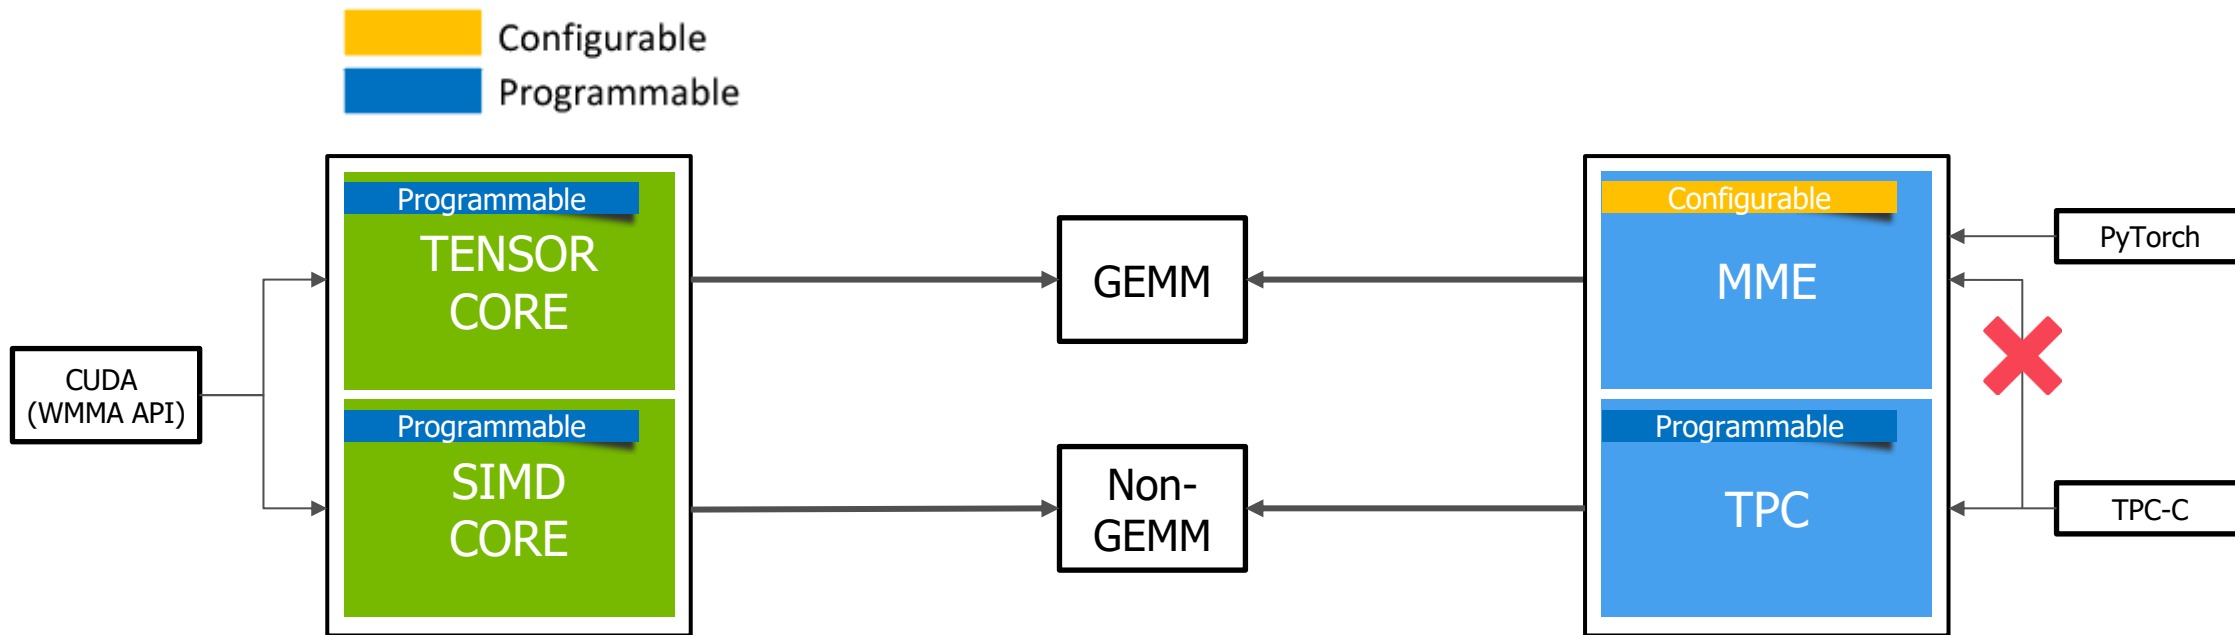 Configurable
Programmable
Programmable
TENSOR
CORE
Programmable
SIMD
CORE
CUDA
(WMMA API)
GEMM
Non-
GEMM
Configurable
MME
Programmable
TPC
PyTorch
TPC-C